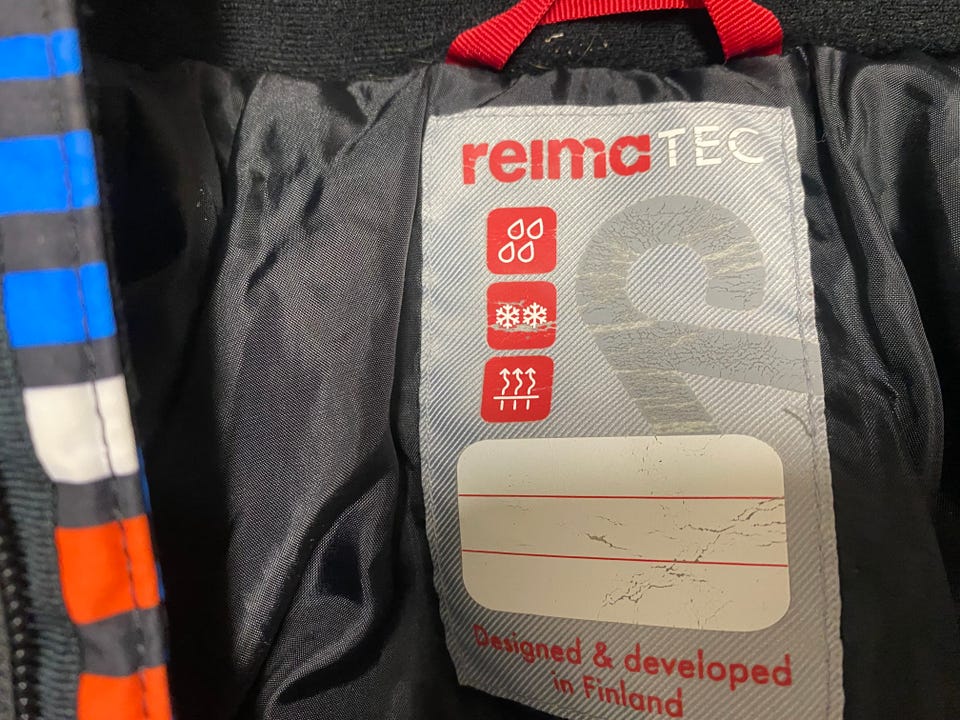 reimaTEC
Designed & developed
in Finland